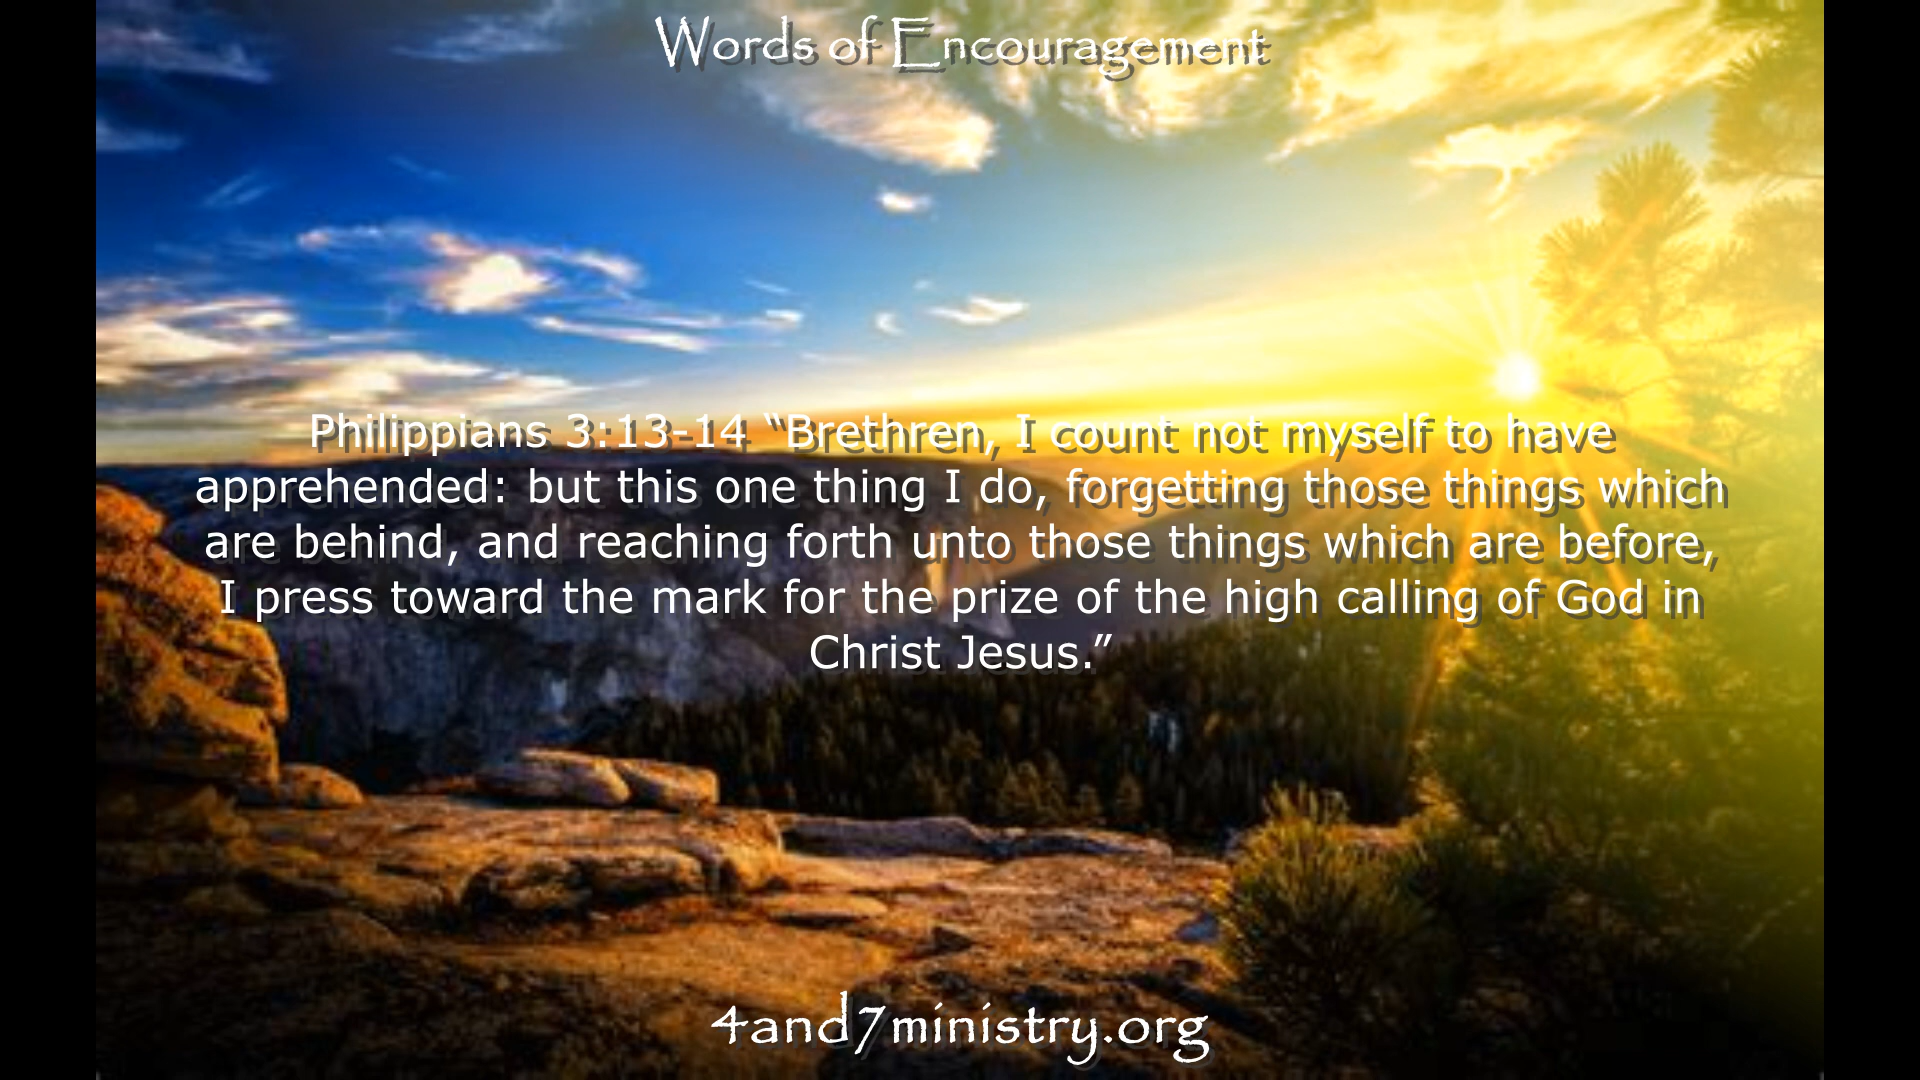 Words of Encouragement
Philippians 3:13-14 “Brethren, I count not myself to have
apprehended: but this one thing I do, forgetting those things which
are behind, and reaching forth unto those things which are before,
I press toward the mark for the prize of the high calling of God in
Christ Jesus.”
4and7ministry.org